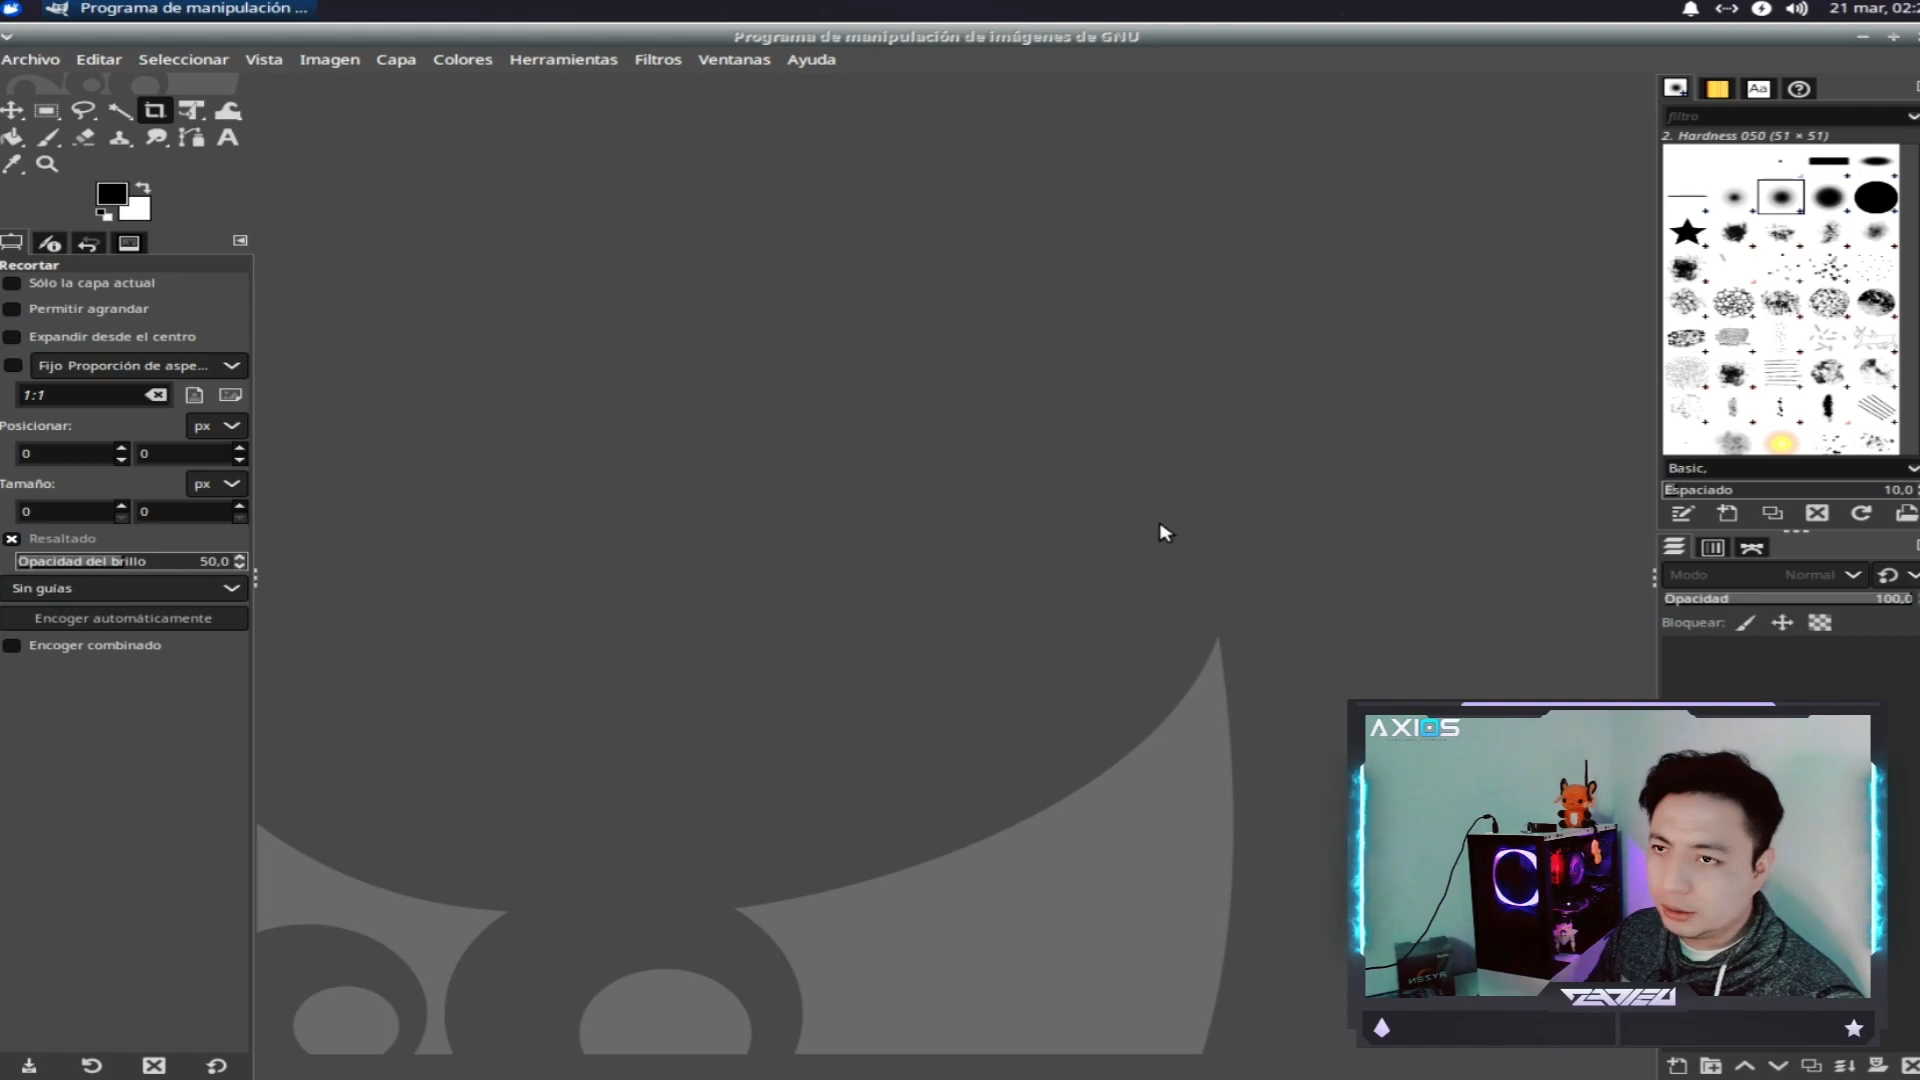 Programa de manipulación ...
21 mar, 02:2
Programa de manipulación de imágenes de GNU
Archivo Editar Seleccionar Vista Imagen Capa Colores Herramientas Filtros Ventanas Ayuda
Recortar
Sólo la capa actual
Permitir agrandar
Expandir desde el centro
Fijo Proporción de aspe...
1:1
Posicionar: px
0 0
Tamaño: px
0 0
Resaltado
Opacidad del brillo 50,0
Sin guías
Encoger automáticamente
Encoger combinado
Aa
filtro
2. Hardness 050 (51 × 51)
Basic,
Espaciado 10,0
Modo Normal
Opacidad 100,0
Bloquear:
AXIOS
RYZEN